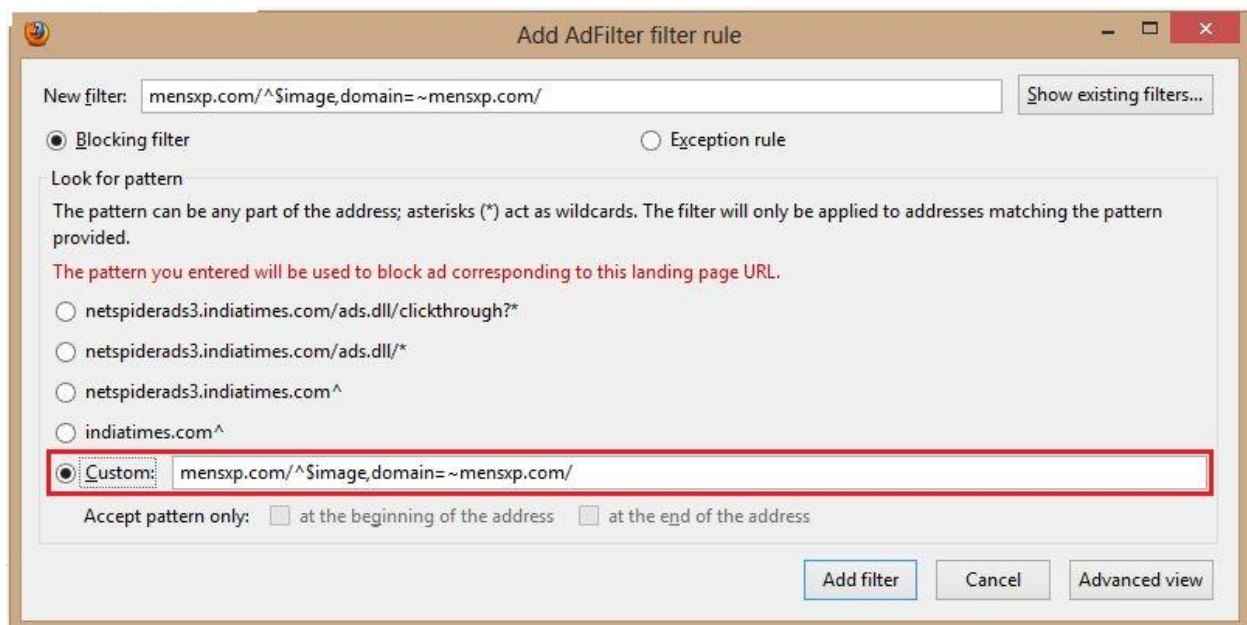 Add AdFilter filter rule
New filter: mensxp.com/^$image,domain=~mensxp.com/ Show existing filters...
Blocking filter Exception rule
Look for pattern
The pattern can be any part of the address; asterisks (*) act as wildcards. The filter will only be applied to addresses matching the pattern
provided.
The pattern you entered will be used to block ad corresponding to this landing page URL.
netspiderads3.indiatimes.com/ads.dll/clickthrough?*
netspiderads3.indiatimes.com/ads.dll/*
netspiderads3.indiatimes.com^
indiatimes.com^
Custom: mensxp.com/^$image,domain=~mensxp.com/
Accept pattern only: at the beginning of the address at the end of the address
Add filter Cancel Advanced view